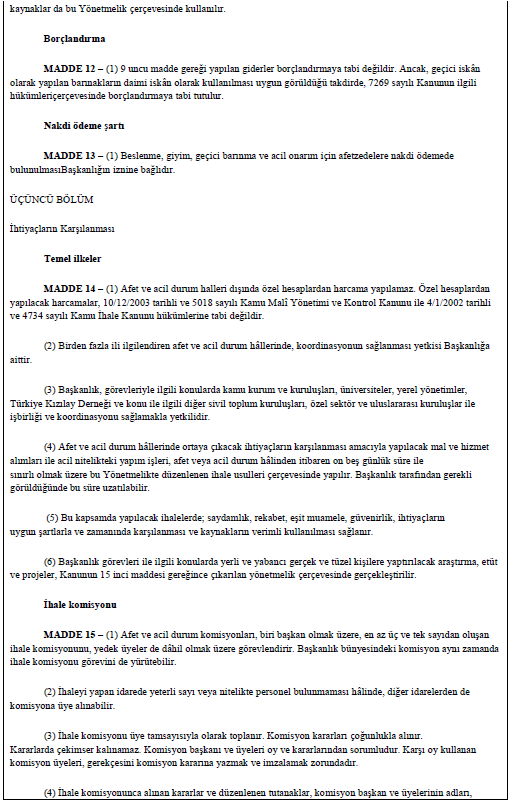 kaynaklar da bu Yönetmelik çerçevesinde kullanılır.
Borçlandırma
MADDE 12 – (1) 9 uncu madde gereği yapılan giderler borçlandırmaya tabi değildir. Ancak, geçici iskân
olarak yapılan barınakların daimi iskân olarak kullanılması uygun görüldüğü takdirde, 7269 sayılı Kanunun ilgili
hükümleriçerçevesinde borçlandırmaya tabi tutulur.
Nakdi ödeme şartı
MADDE 13 – (1) Beslenme, giyim, geçici barınma ve acil onarım için afetzedelere nakdi ödemede
bulunulmasıBaşkanlığın iznine bağlıdır.
ÜÇÜNCÜ BÖLÜM
İhtiyaçların Karşılanması
Temel ilkeler
MADDE 14 – (1) Afet ve acil durum halleri dışında özel hesaplardan harcama yapılamaz. Özel hesaplardan
yapılacak harcamalar, 10/12/2003 tarihli ve 5018 sayılı Kamu Malî Yönetimi ve Kontrol Kanunu ile 4/1/2002 tarihli
ve 4734 sayılı Kamu İhale Kanunu hükümlerine tabi değildir.
(2) Birden fazla ili ilgilendiren afet ve acil durum hâllerinde, koordinasyonun sağlanması yetkisi Başkanlığa
aittir.
(3) Başkanlık, görevleriyle ilgili konularda kamu kurum ve kuruluşları, üniversiteler, yerel yönetimler,
Türkiye Kızılay Derneği ve konu ile ilgili diğer sivil toplum kuruluşları, özel sektör ve uluslararası kuruluşlar ile
işbirliği ve koordinasyonu sağlamakla yetkilidir.
(4) Afet ve acil durum hâllerinde ortaya çıkacak ihtiyaçların karşılanması amacıyla yapılacak mal ve hizmet
alımları ile acil nitelikteki yapım işleri, afet veya acil durum hâlinden itibaren on beş günlük süre ile
sınırlı olmak üzere bu Yönetmelikte düzenlenen ihale usulleri çerçevesinde yapılır. Başkanlık tarafından gerekli
görüldüğünde bu süre uzatılabilir.
(5) Bu kapsamda yapılacak ihalelerde; saydamlık, rekabet, eşit muamele, güvenirlik, ihtiyaçların
uygun şartlarla ve zamanında karşılanması ve kaynakların verimli kullanılması sağlanır.
(6) Başkanlık görevleri ile ilgili konularda yerli ve yabancı gerçek ve tüzel kişilere yaptırılacak araştırma, etüt
ve projeler, Kanunun 15 inci maddesi gereğince çıkarılan yönetmelik çerçevesinde gerçekleştirilir.
İhale komisyonu
MADDE 15 – (1) Afet ve acil durum komisyonları, biri başkan olmak üzere, en az üç ve tek sayıdan oluşan
ihale komisyonunu, yedek üyeler de dâhil olmak üzere görevlendirir. Başkanlık bünyesindeki komisyon aynı zamanda
ihale komisyonu görevini de yürütebilir.
(2) İhaleyi yapan idarede yeterli sayı veya nitelikte personel bulunmaması hâlinde, diğer idarelerden de
komisyona üye alınabilir.
(3) İhale komisyonu üye tamsayısıyla olarak toplanır. Komisyon kararları çoğunlukla alınır.
Kararlarda çekimser kalınamaz. Komisyon başkanı ve üyeleri oy ve kararlarından sorumludur. Karşı oy kullanan
komisyon üyeleri, gerekçesini komisyon kararına yazmak ve imzalamak zorundadır.
(4) İhale komisyonunca alınan kararlar ve düzenlenen tutanaklar, komisyon başkan ve üyelerinin adları,